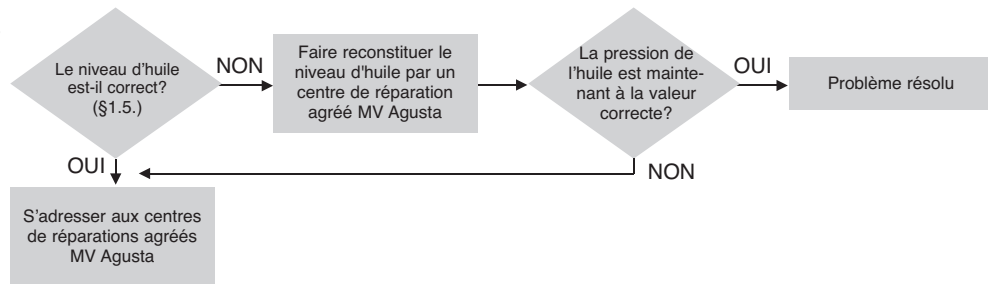 Le niveau d'huile
est-il correct?
(§1.5.)
NON
Faire reconstituer le
niveau d'huile par un
centre de réparation
agréé MV Agusta
La pression de
l'huile est mainte-
nant à la valeur
correcte?
OUI
Problème résolu
OUI
NON
S'adresser aux centres
de réparations agréés
MV Agusta